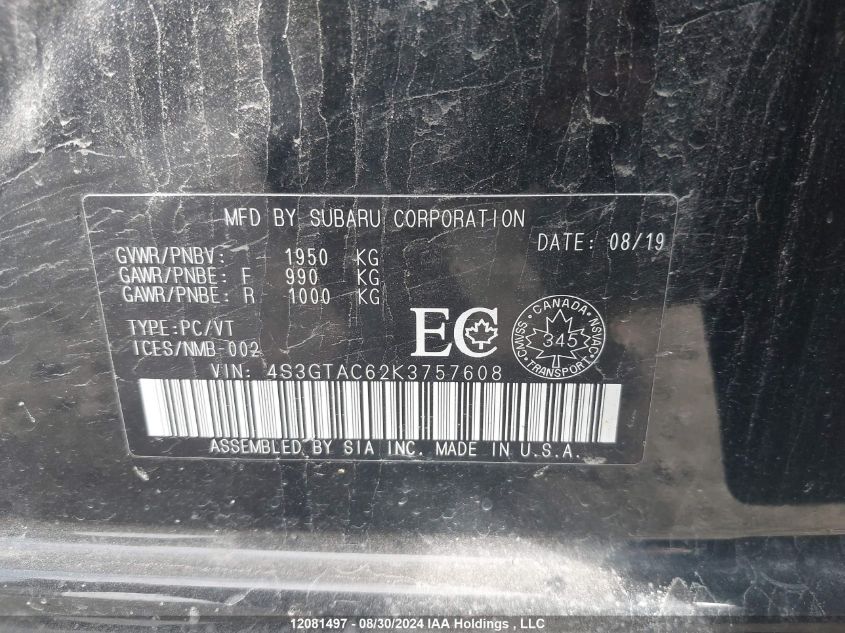 MFD BY SUBARU CORPORATION
DATE: 08/19
GVWR/PNBV: 1950 KG
GAWR/PNBE: F 990 KG
GAWR/PNBE: R 1000 KG
TYPE:PC/VT
ICES/NMB-002
EC
CANADA
CMVSS 345 NSVAC
TRANSPORT
VIN: 4S3GTAC62K3757608
ASSEMBLED BY SIA INC. MADE IN U.S.A.
12081497 - 08/30/2024 IAA Holdings , LLC